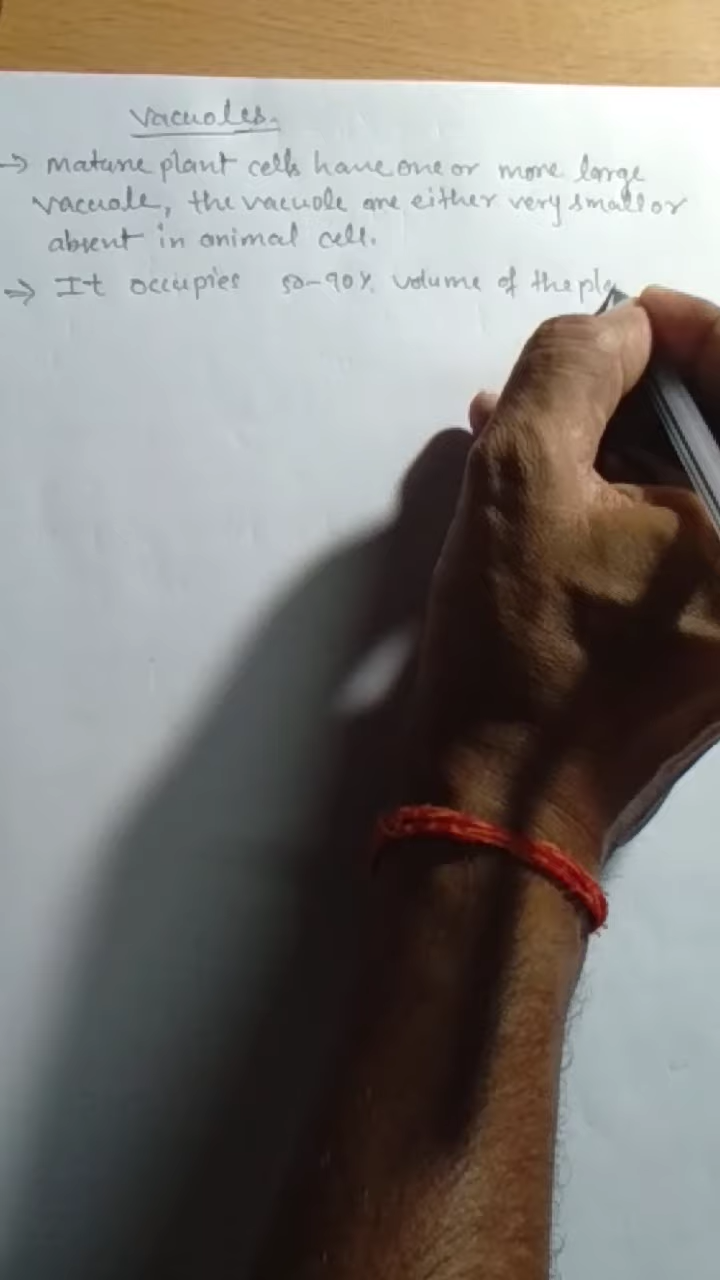 Vacuoles.
→ mature plant cells have one or more large
vacuole, the vacuole are either very small or
absent in animal cell.
⇒ It occupies 50-90% volume of the pla